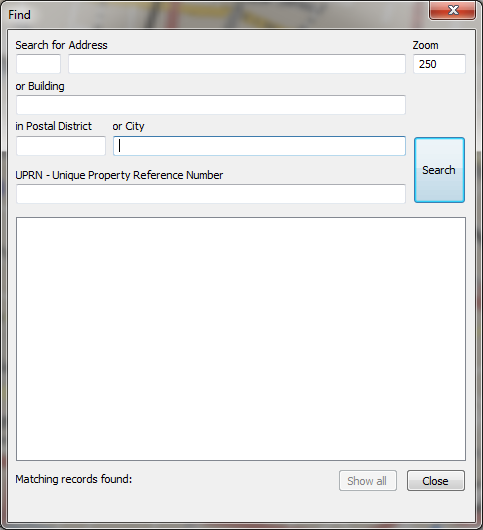 Find
Search for Address Zoom
250
or Building
in Postal District or City
Search
UPRN - Unique Property Reference Number
Matching records found: Show all Close